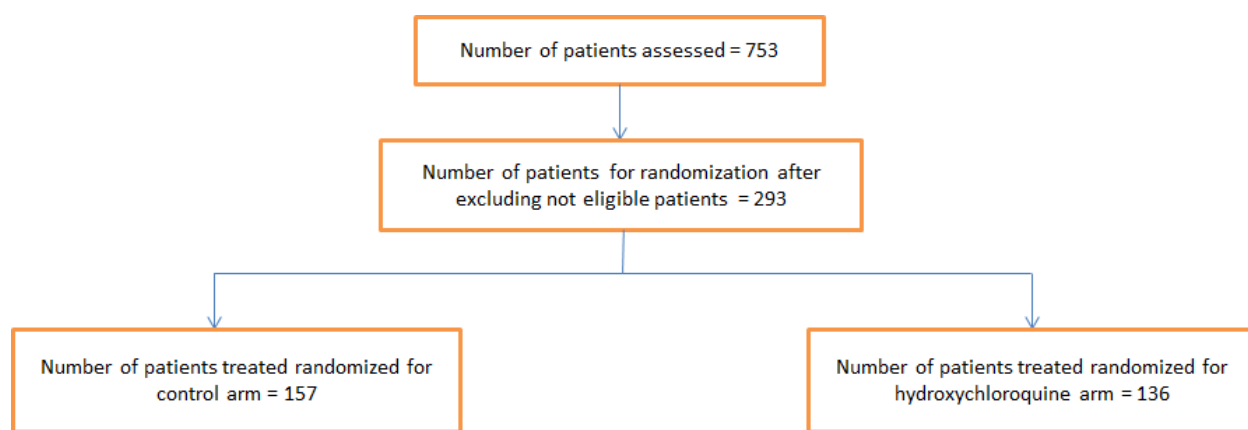 Number of patients assessed = 753
Number of patients for randomization after
excluding not eligible patients = 293
Number of patients treated randomized for
control arm = 157
Number of patients treated randomized for
hydroxychloroquine arm = 136